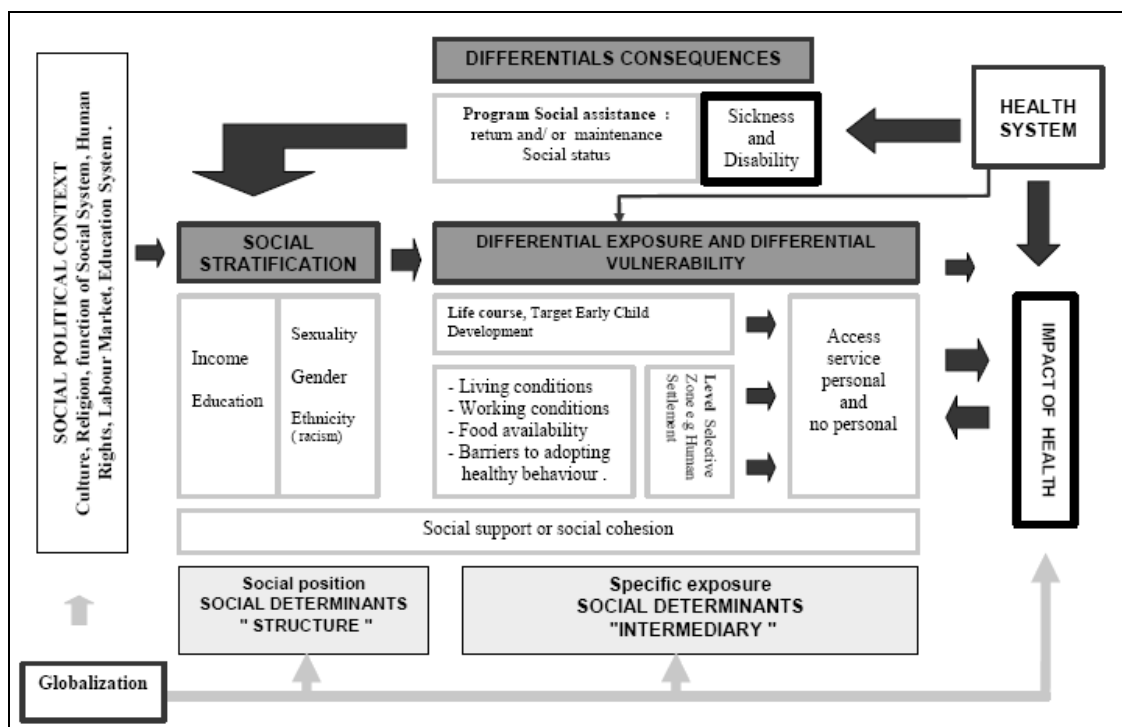 DIFFERENTIALS CONSEQUENCES
Program Social assistance :
return and/ or maintenance
Social status
Sickness
and
Disability
HEALTH
SYSTEM
SOCIAL POLITICAL CONTEXT
Culture, Religion, function of Social System, Human
Rights, Labour Market, Education System .
SOCIAL
STRATIFICATION
DIFFERENTIAL EXPOSURE AND DIFFERENTIAL
VULNERABILITY
Income
Education
Sexuality
Gender
Ethnicity
( racism)
Life course, Target Early Child
Development
- Living conditions
- Working conditions
- Food availability
- Barriers to adopting
healthy behaviour .
Level Selective
Zone e.g Human
Settlement
Access
service
personal
and
no personal
IMPACT OF HEALTH
Social support or social cohesion
Social position
SOCIAL DETERMINANTS
" STRUCTURE "
Specific exposure
SOCIAL DETERMINANTS
"INTERMEDIARY "
Globalization